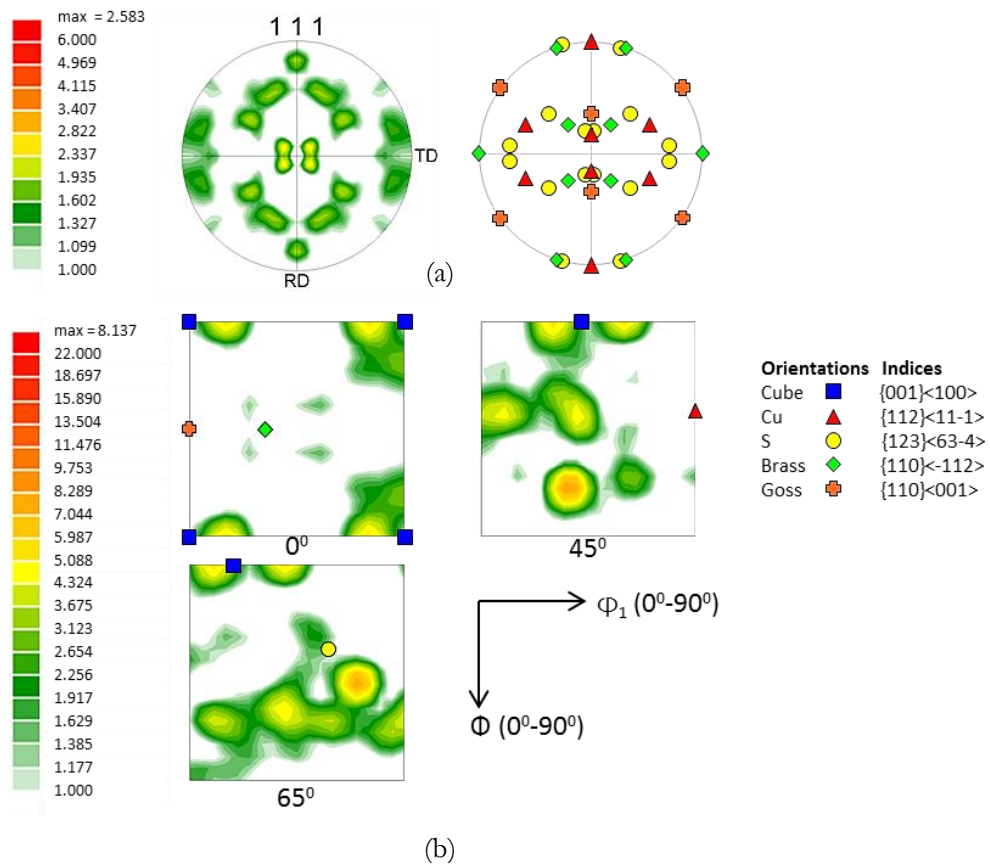 max = 2.583
6.000
4.969
4.115
3.407
2.822
2.337
1.935
1.602
1.327
1.099
1.000
1 1 1
TD
RD
(a)
max = 8.137
22.000
18.697
15.890
13.504
11.476
9.753
8.289
7.044
5.987
5.088
4.324
3.675
3.123
2.654
2.256
1.917
1.629
1.385
1.177
1.000
0⁰
45⁰
65⁰
Φ₁ (0⁰-90⁰)
Φ (0⁰-90⁰)
Orientations Indices
Cube {001}<100>
Cu {112}<11-1>
S {123}<63-4>
Brass {110}<-112>
Goss {110}<001>
(b)